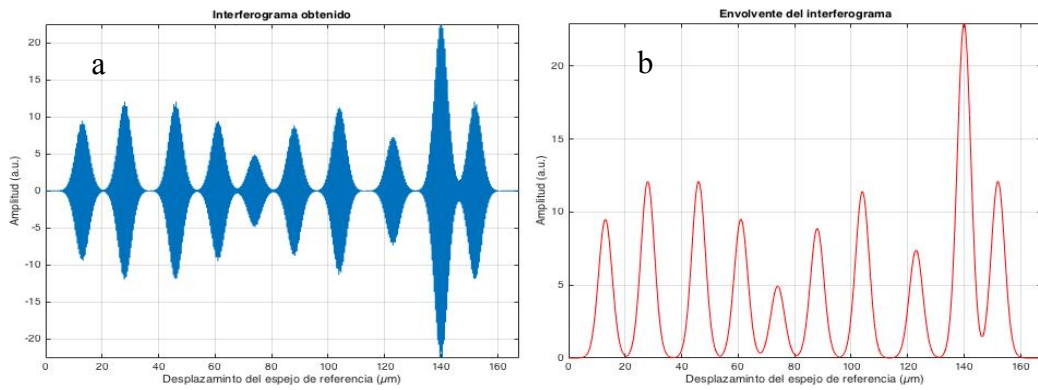 Interferograma obtenido
a
Amplitud (a.u.)
20
15
10
5
0
-5
-10
-15
-20
0 20 40 60 80 100 120 140 160
Desplazaminto del espejo de referencia (µm)
Envolvente del interferograma
b
Amplitud (a.u.)
20
15
10
5
0
0 20 40 60 80 100 120 140 160
Desplazaminto del espejo de referencia (µm)